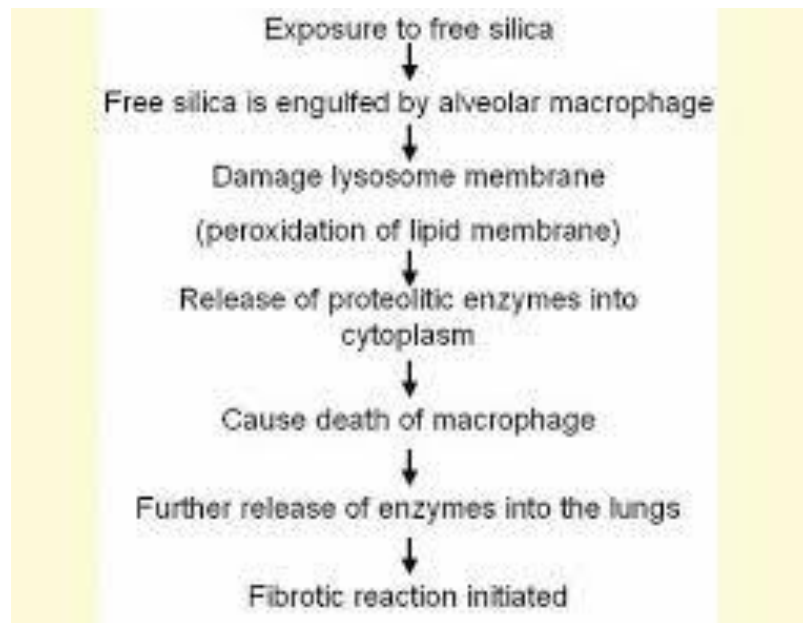 Exposure to free silica
Free silica is engulfed by alveolar macrophage
Damage lysosome membrane
(peroxidation of lipid membrane)
Release of proteolitic enzymes into
cytoplasm
Cause death of macrophage
Further release of enzymes into the lungs
Fibrotic reaction initiated